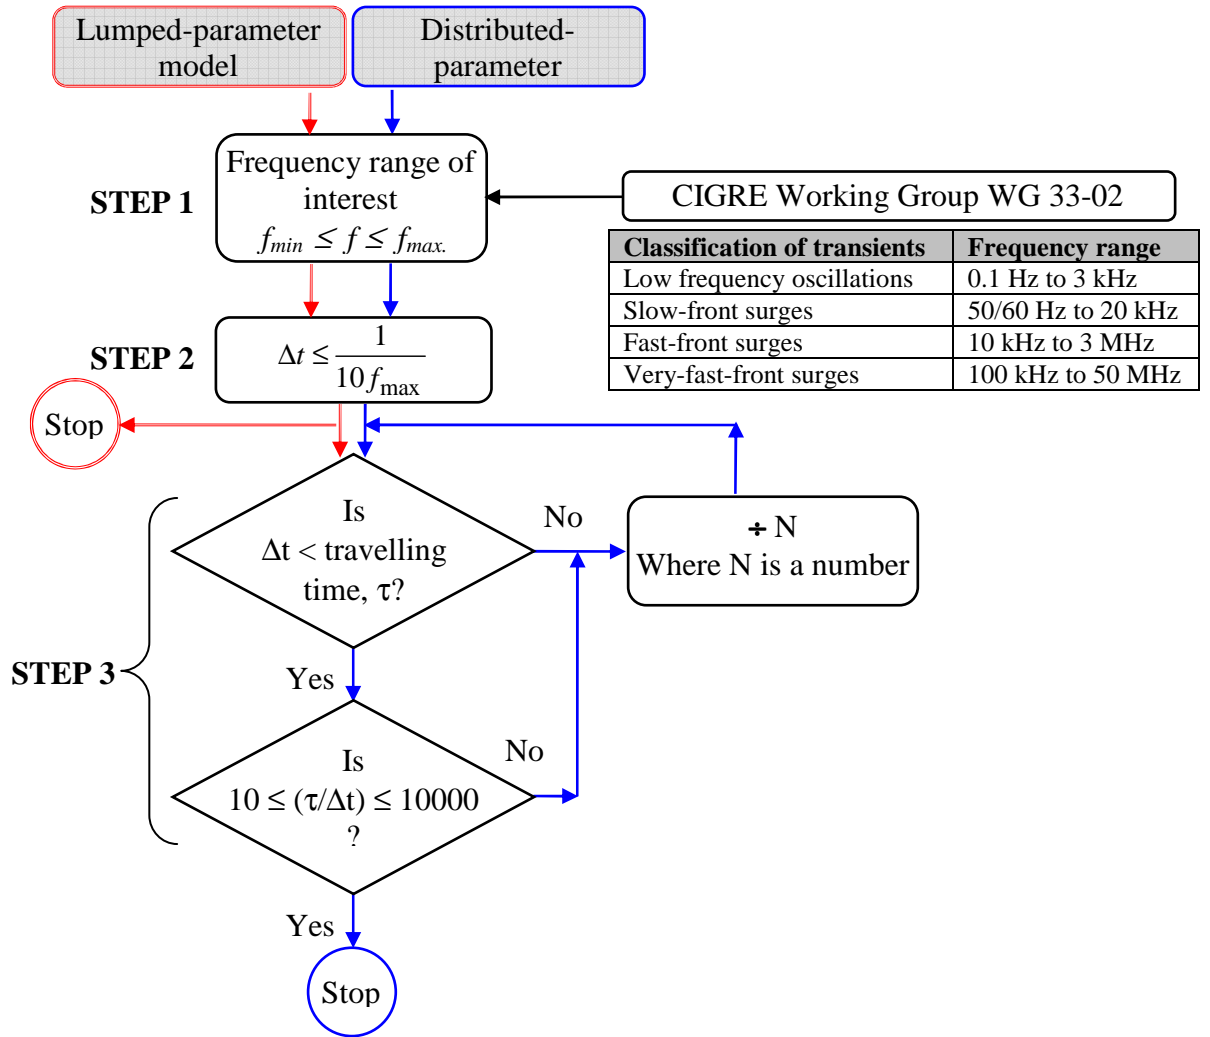 Lumped-parameter
model
Distributed-
parameter
STEP 1
Frequency range of
interest
f_min ≤ f ≤ f_max.
CIGRE Working Group WG 33-02
Classification of transients Frequency range
Low frequency oscillations 0.1 Hz to 3 kHz
Slow-front surges 50/60 Hz to 20 kHz
Fast-front surges 10 kHz to 3 MHz
Very-fast-front surges 100 kHz to 50 MHz
STEP 2
Δt ≤ 1
10 f_max
Stop
STEP 3
Is
Δt < travelling
time, τ?
No
÷ N
Where N is a number
Yes
Is
10 ≤ (τ/Δt) ≤ 10000
?
No
Yes
Stop